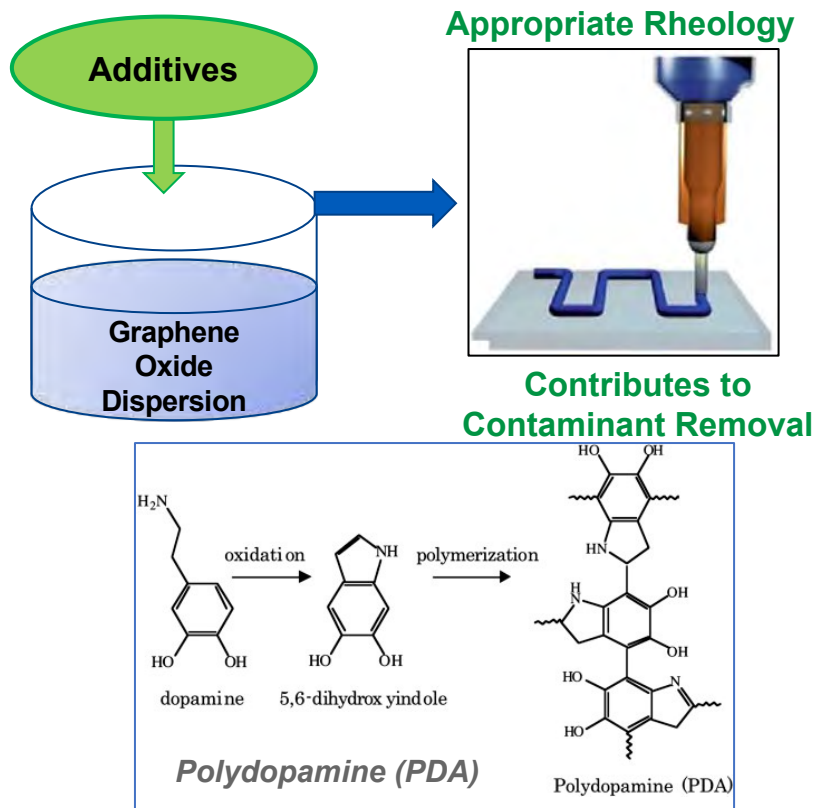 Additives
Appropriate Rheology
Graphene
Oxide
Dispersion
Contributes to
Contaminant Removal
HO
OH
H₂N
oxidation
NH
polymerization
HN
H
N
OH
OH
HO
OH
HO
OH
HO
N
HO
dopamine
5,6-dihydrox yindole
Polydopamine (PDA)
Polydopamine (PDA)